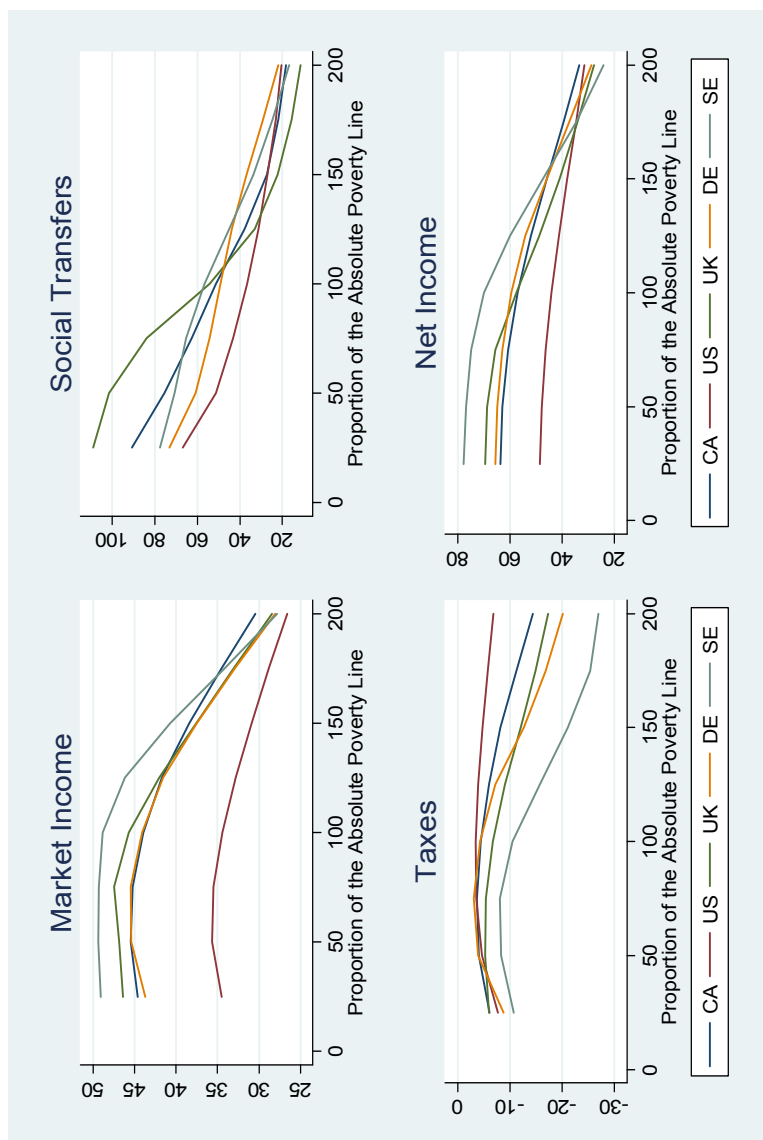 Market Income
50
45
40
35
30
25
0 50 100 150 200
Proportion of the Absolute Poverty Line
Social Transfers
100
80
60
40
20
0 50 100 150 200
Proportion of the Absolute Poverty Line
Taxes
0
-10
-20
-30
0 50 100 150 200
Proportion of the Absolute Poverty Line
CA US UK DE SE
Net Income
80
60
40
20
0 50 100 150 200
Proportion of the Absolute Poverty Line
CA US UK DE SE